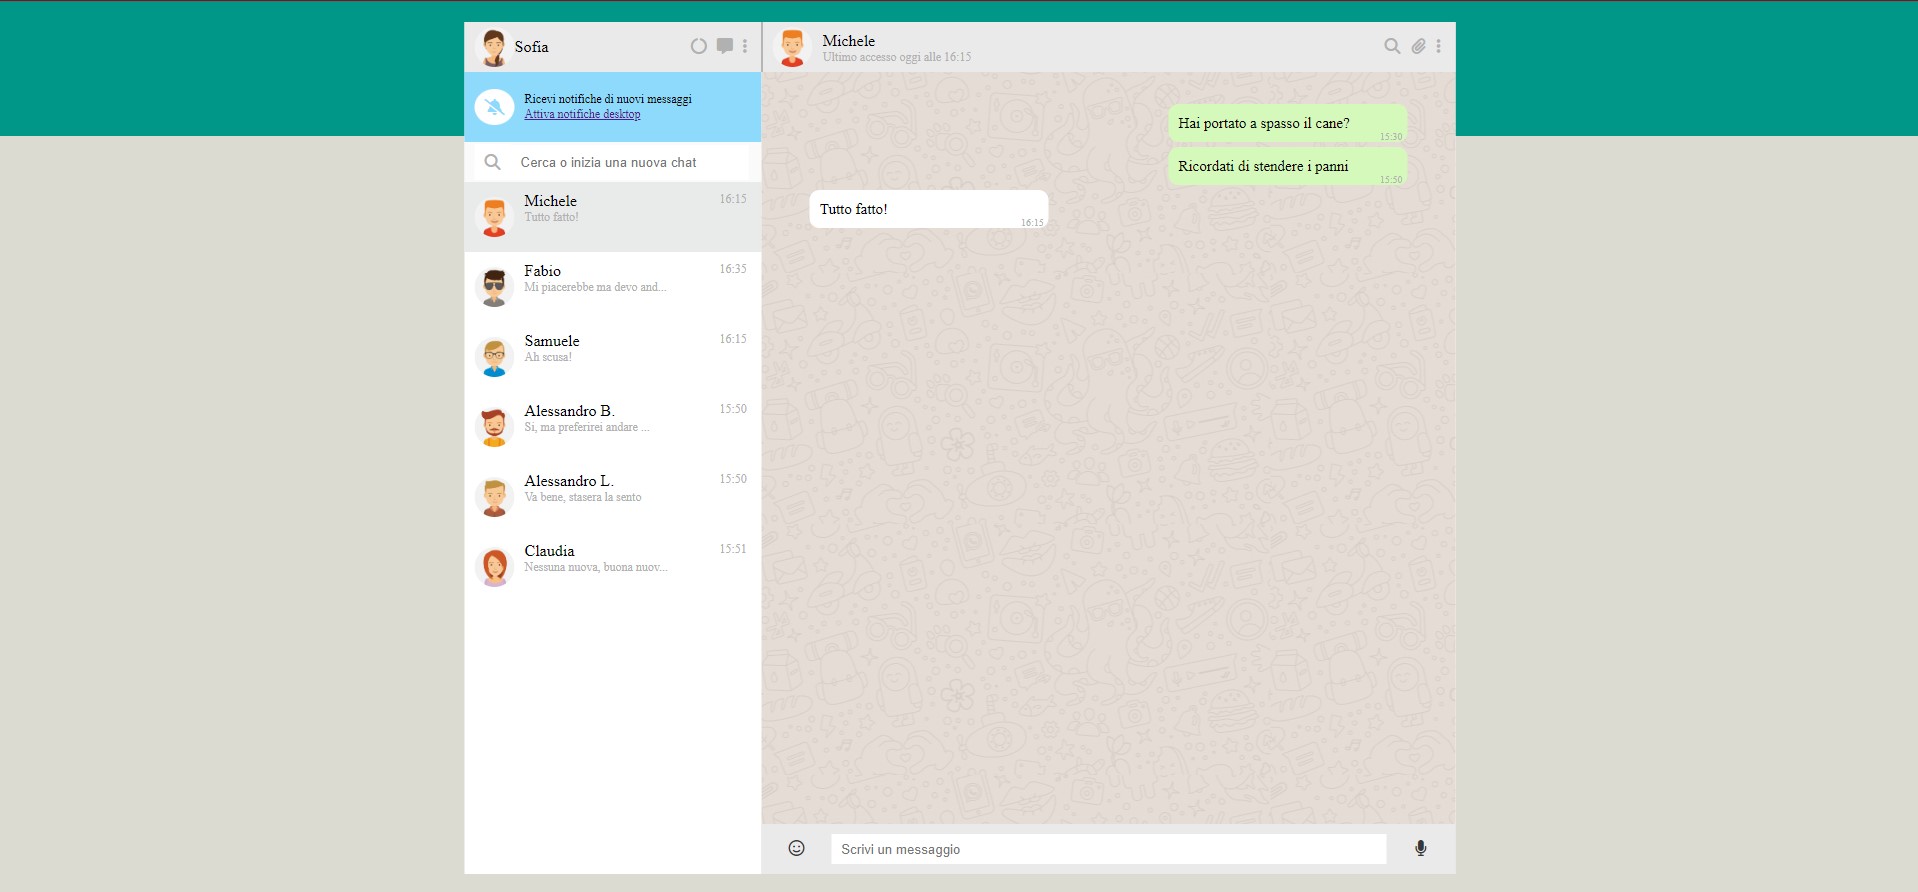 Sofia
Ricevi notifiche di nuovi messaggi
Attiva notifiche desktop
Cerca o inizia una nuova chat
Michele 16:15
Tutto fatto!
Fabio 16:35
Mi piacerebbe ma devo and...
Samuele 16:15
Ah scusa!
Alessandro B. 15:50
Si, ma preferirei andare ...
Alessandro L. 15:50
Va bene, stasera la sento
Claudia 15:51
Nessuna nuova, buona nuov...
Michele
Ultimo accesso oggi alle 16:15
Hai portato a spasso il cane?
15:30
Ricordati di stendere i panni
15:50
Tutto fatto!
16:15
Scrivi un messaggio